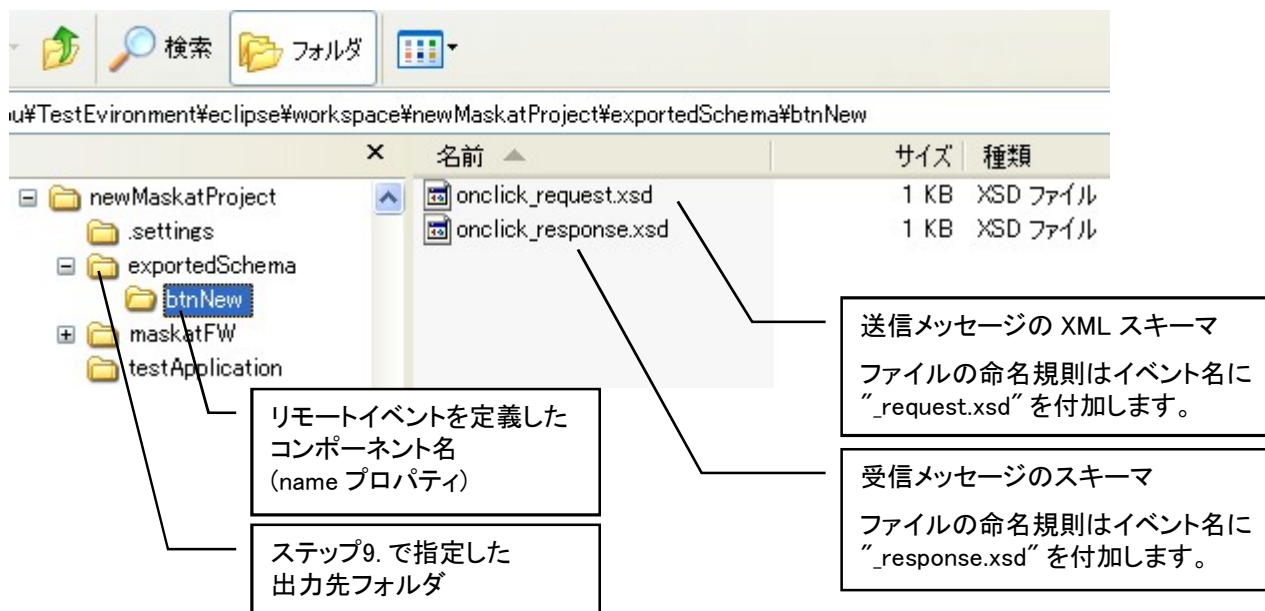 検索 フォルダ
u¥TestEvironment¥eclipse¥workspace¥newMaskatProject¥exportedSchema¥btnNew
× 名前 サイズ 種類
newMaskatProject
.settings
exportedSchema
btnNew
maskatFW
testApplication
onclick_request.xsd 1 KB XSD ファイル
onclick_response.xsd 1 KB XSD ファイル
送信メッセージの XML スキーマ
ファイルの命名規則はイベント名に
"_request.xsd" を付加します。
リモートイベントを定義した
コンポーネント名
(name プロパティ)
受信メッセージのスキーマ
ファイルの命名規則はイベント名に
"_response.xsd" を付加します。
ステップ9. で指定した
出力先フォルダ